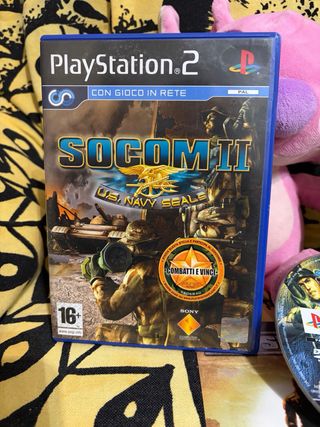 PlayStation®2
CON GIOCO IN RETE
PAL
SOCOM II
U.S. NAVY SEALS
COMBATTI E VINCI
16+
SONY